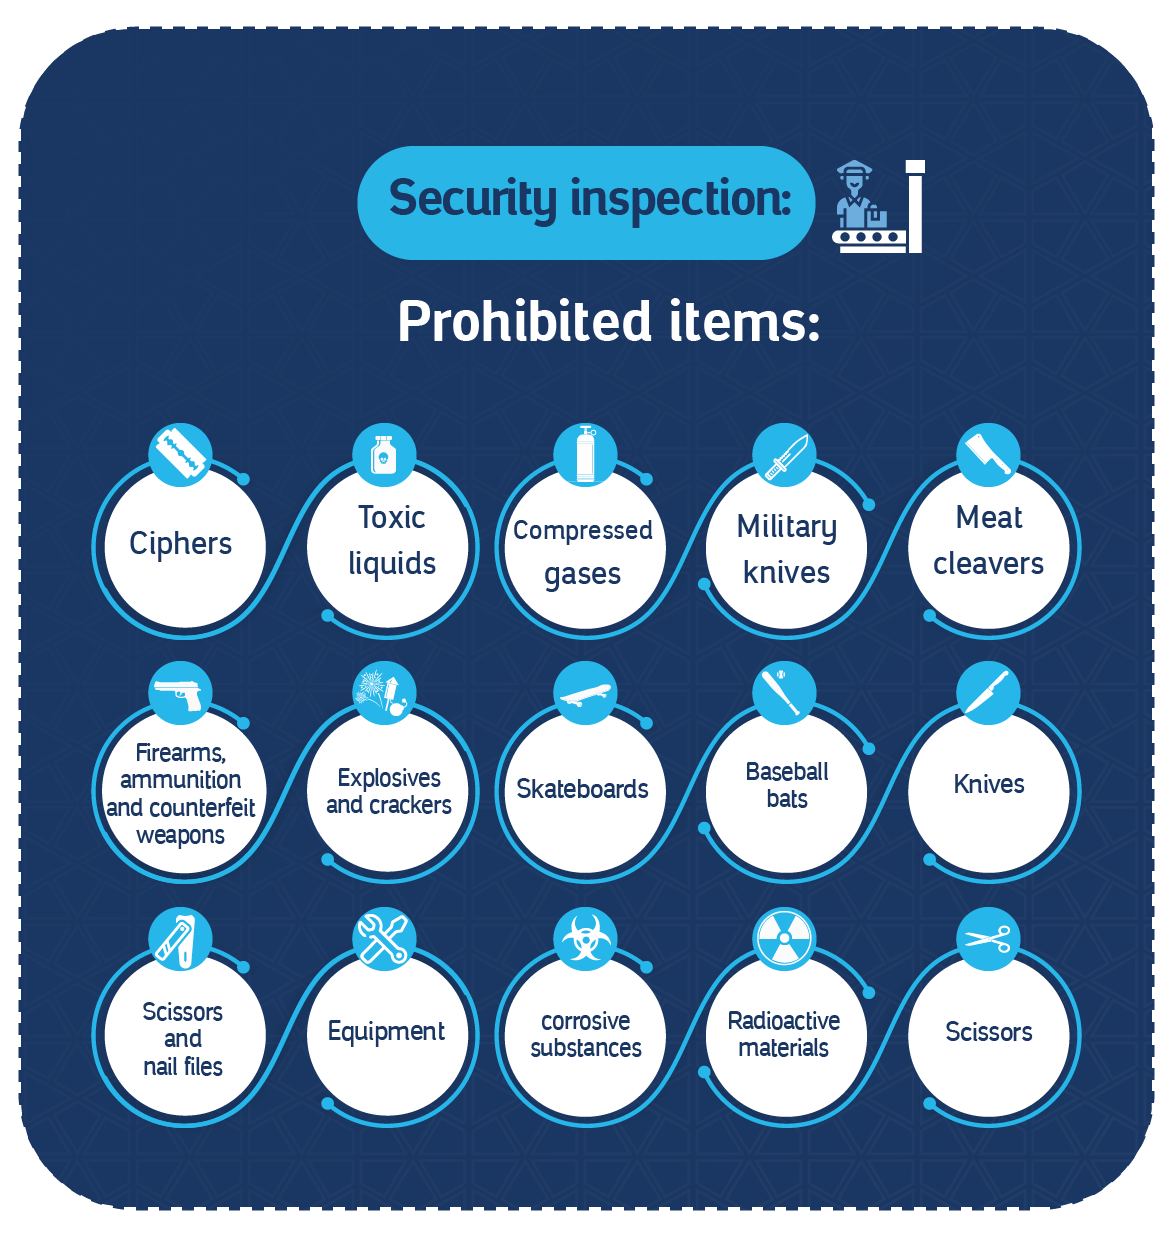 Security inspection:
Prohibited items:
Ciphers
Toxic
liquids
Compressed
gases
Military
knives
Meat
cleavers
Firearms,
ammunition
and counterfeit
weapons
Explosives
and crackers
Skateboards
Baseball
bats
Knives
Scissors
and
nail files
Equipment
corrosive
substances
Radioactive
materials
Scissors